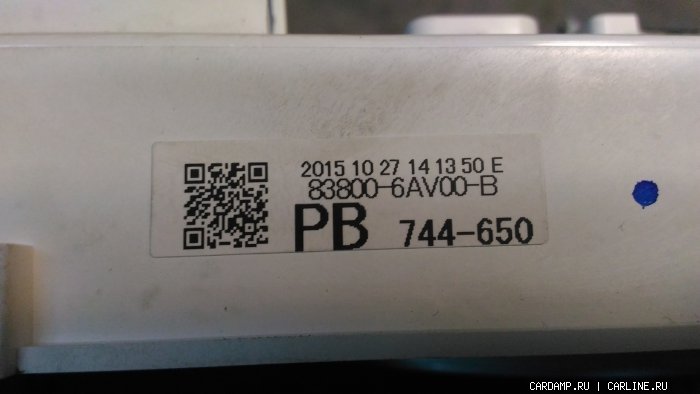 2015 10 27 14 13 50 E
83800-6AV00-B
PB 744-650
CARDAMP.RU | CARLINE.RU